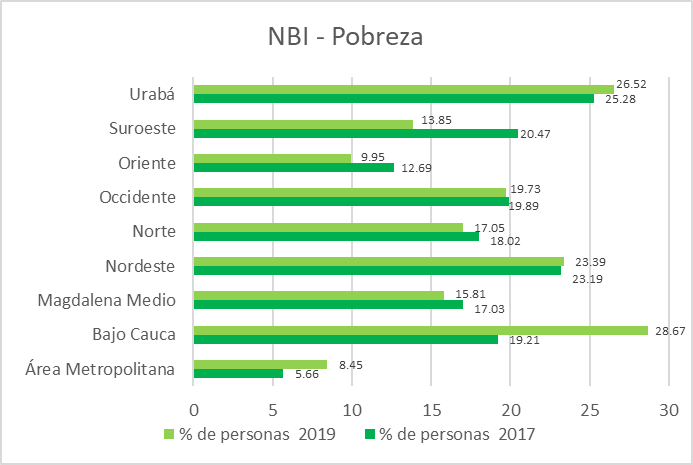 NBI - Pobreza
Urabá
26.52
25.28
Suroeste
13.85
20.47
Oriente
9.95
12.69
Occidente
19.73
19.89
Norte
17.05
18.02
Nordeste
23.39
23.19
Magdalena Medio
15.81
17.03
Bajo Cauca
28.67
19.21
Área Metropolitana
8.45
5.66
0 5 10 15 20 25 30
% de personas 2019 % de personas 2017